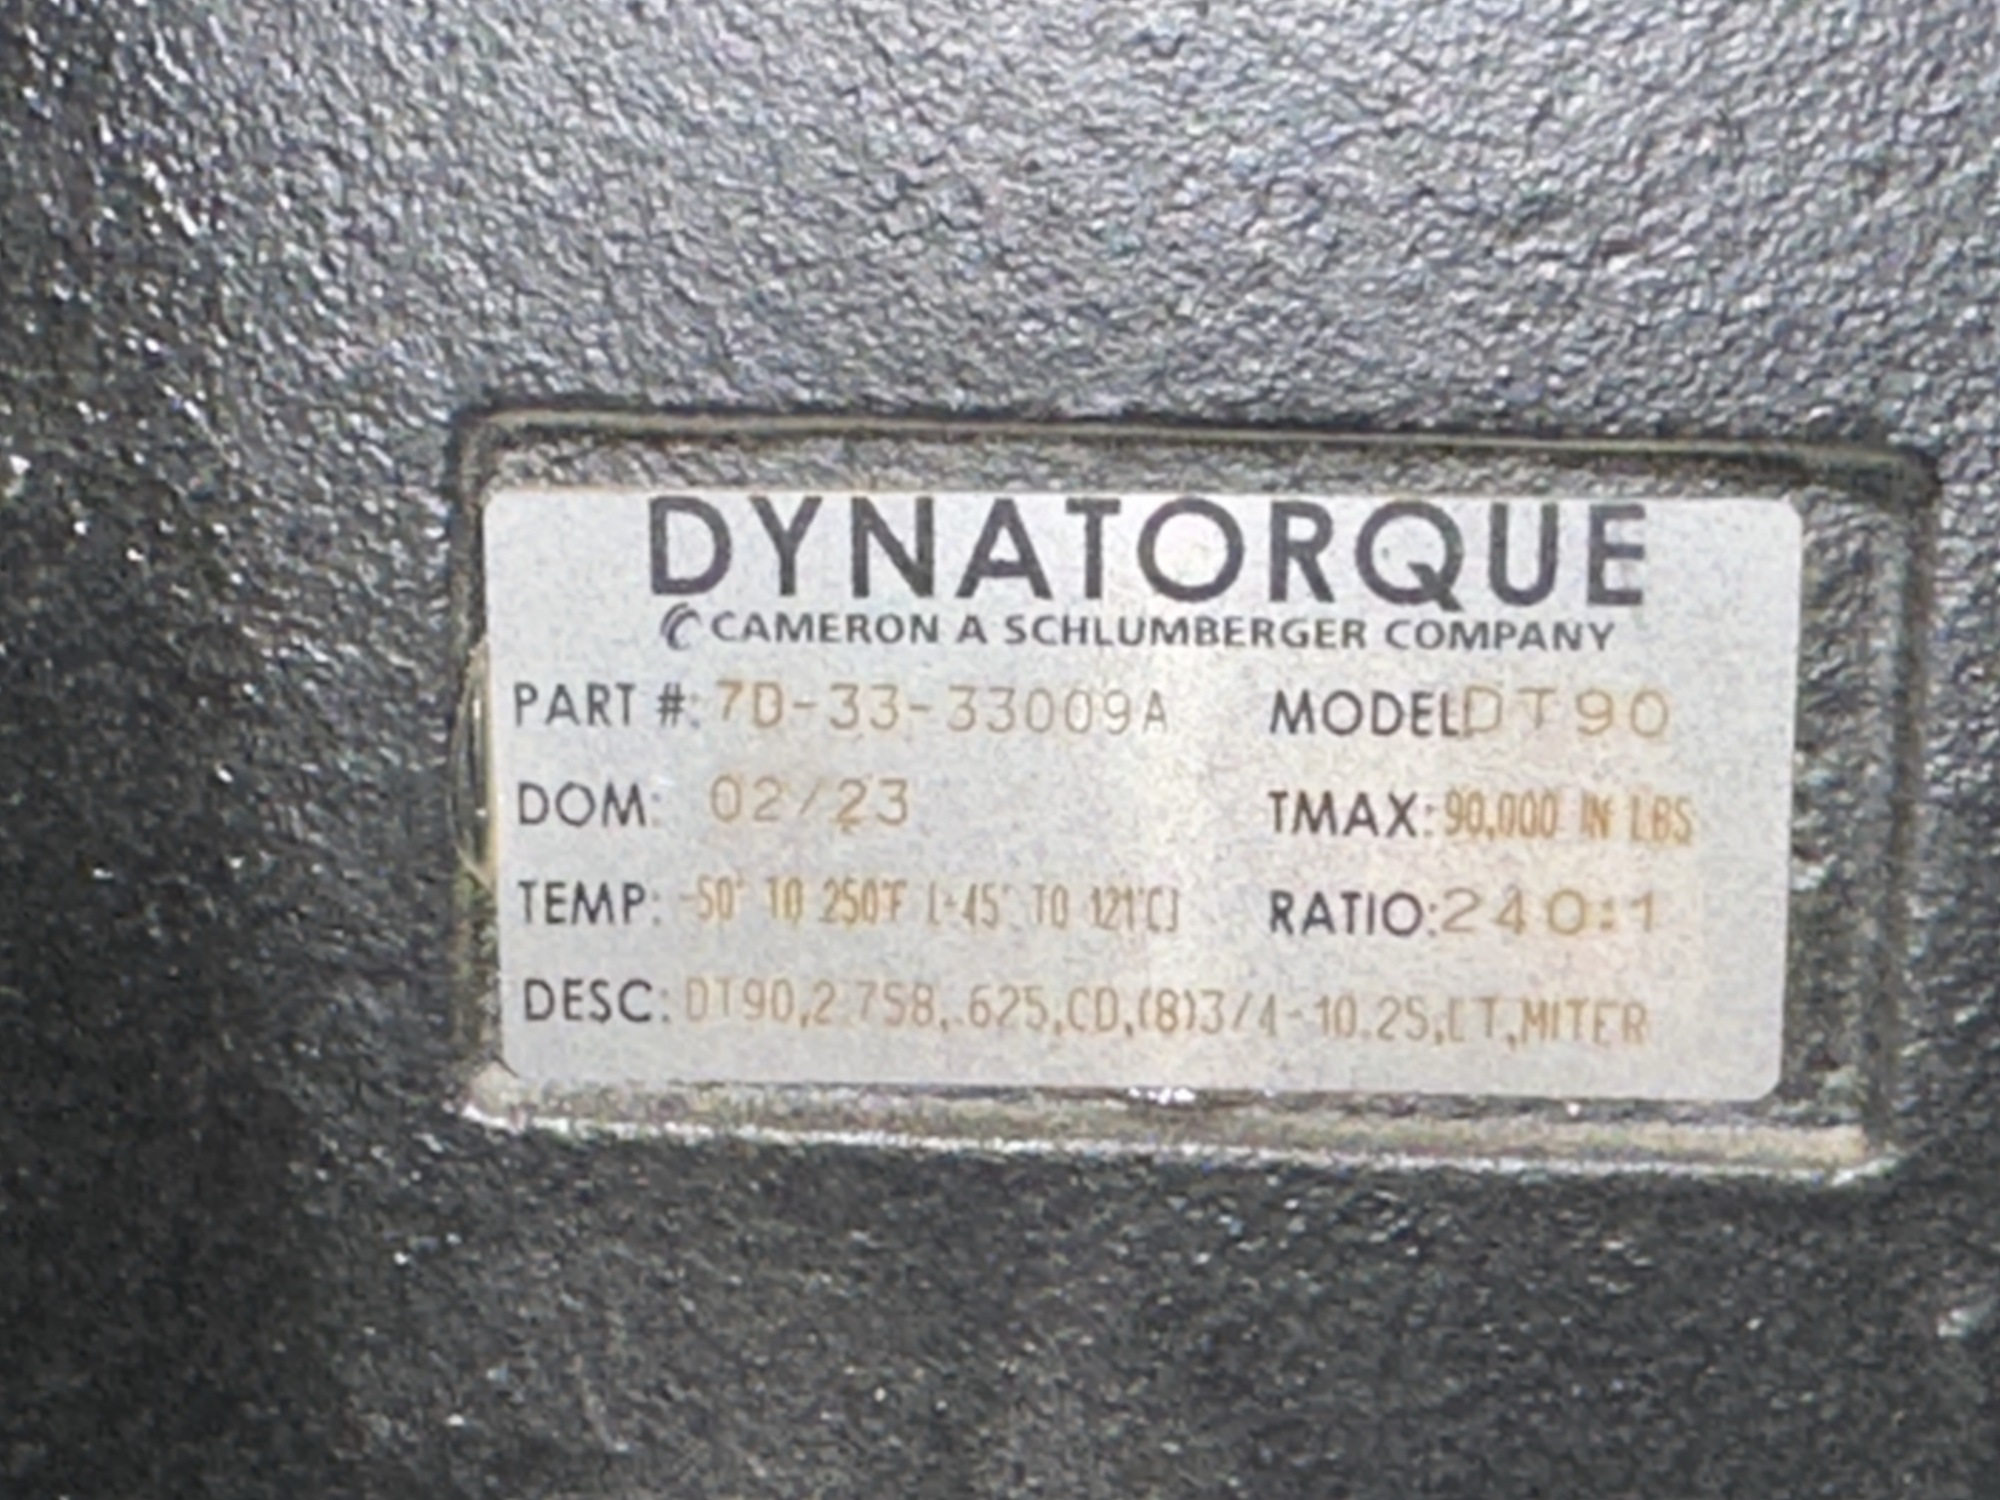 DYNATORQUE
CAMERON A SCHLUMBERGER COMPANY
PART #: 7D-33-33009A MODEL: DT90
DOM: 02/23 TMAX: 90,000 IN LBS
TEMP: -50° TO 250°F (-45° TO 121°C) RATIO: 240:1
DESC: DT90,2.758,.625,CD,(8)3/4-10.25,LT,MITER